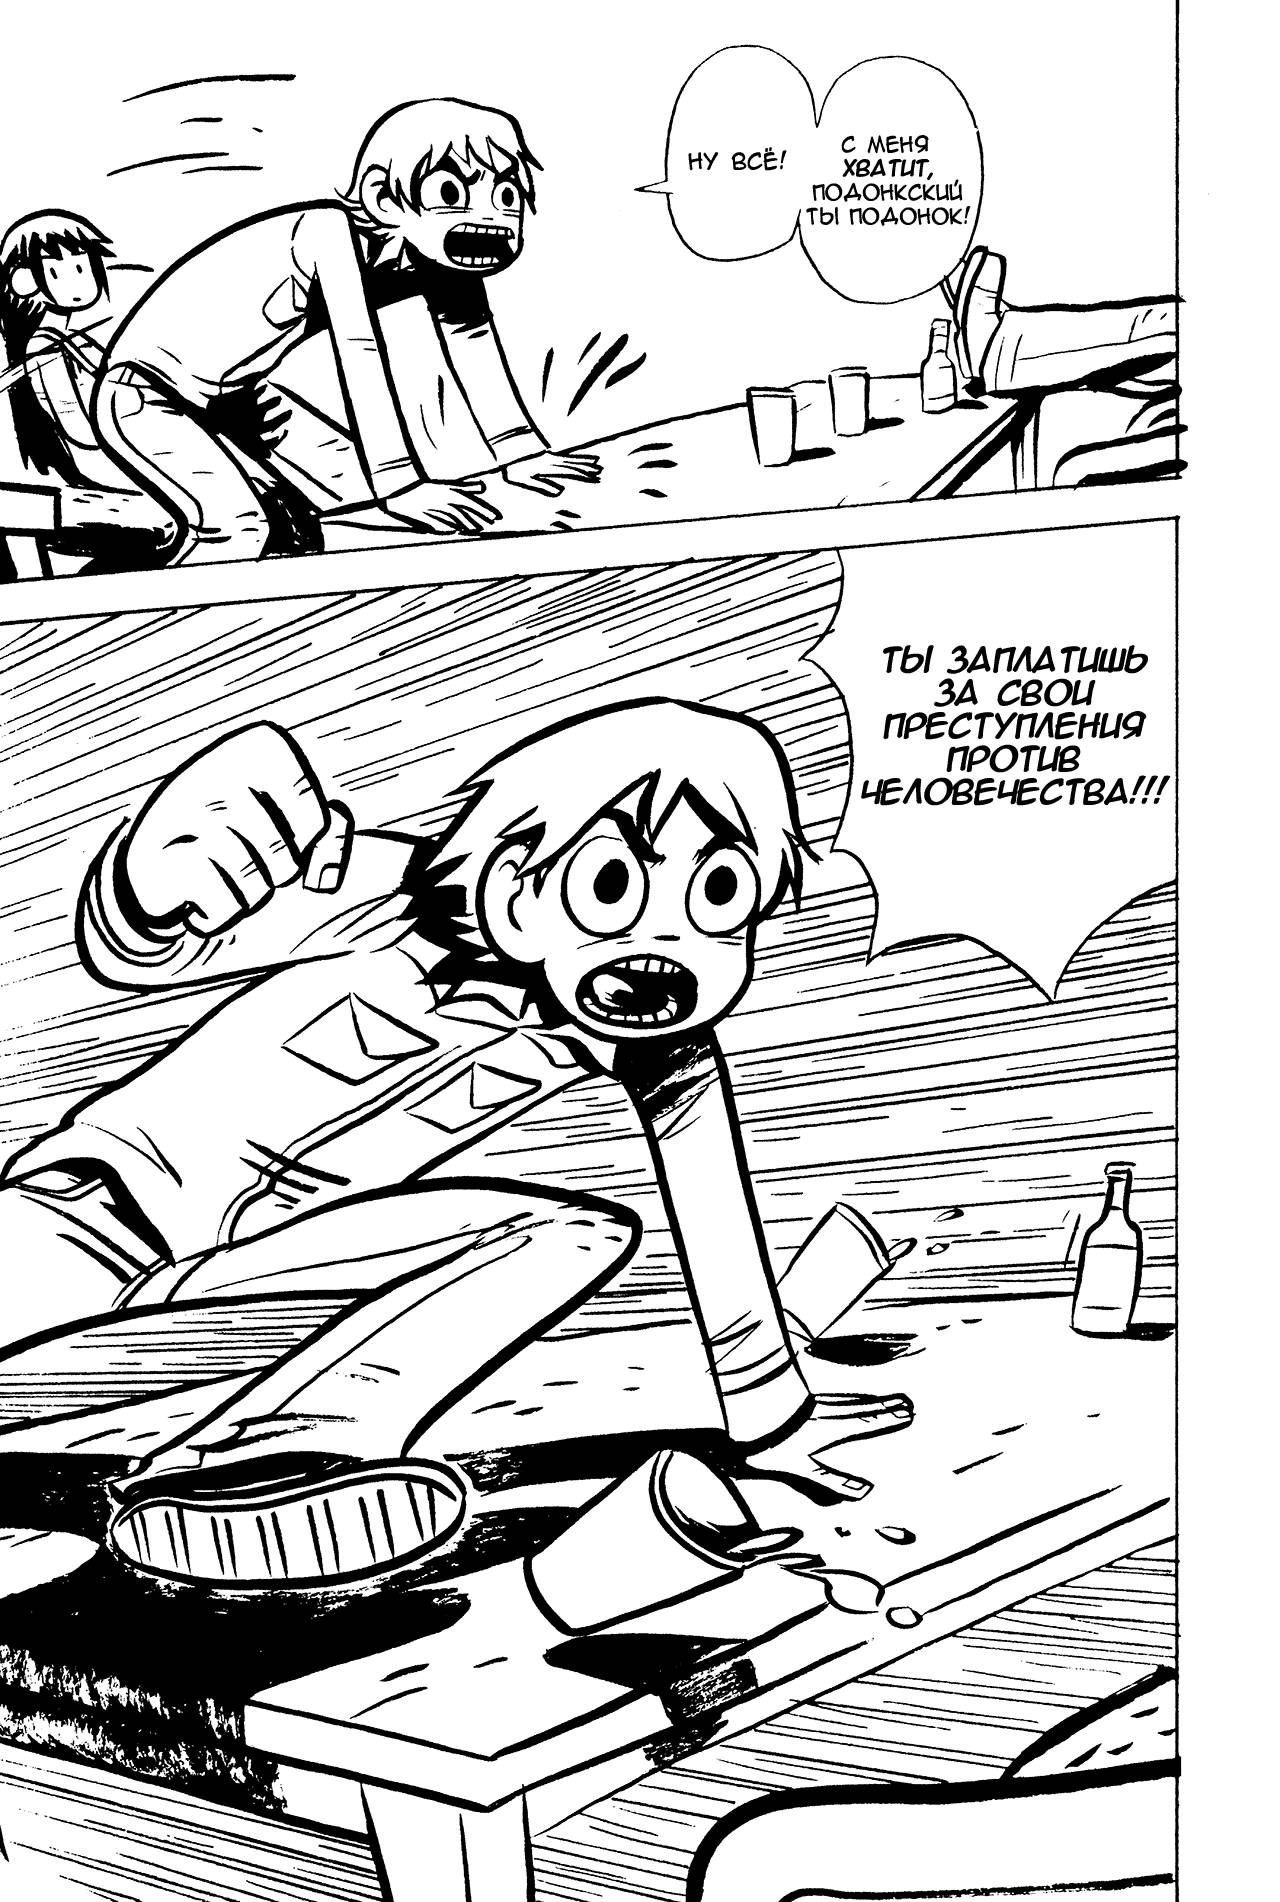 НУ ВСЁ!
С МЕНЯ
ХВАТИТ,
ПОДОНКСКИЙ
ТЫ ПОДОНОК!
ТЫ ЗАПЛАТИШЬ
ЗА СВОИ
ПРЕСТУПЛЕНИЯ
ПРОТИВ
ЧЕЛОВЕЧЕСТВА!!!